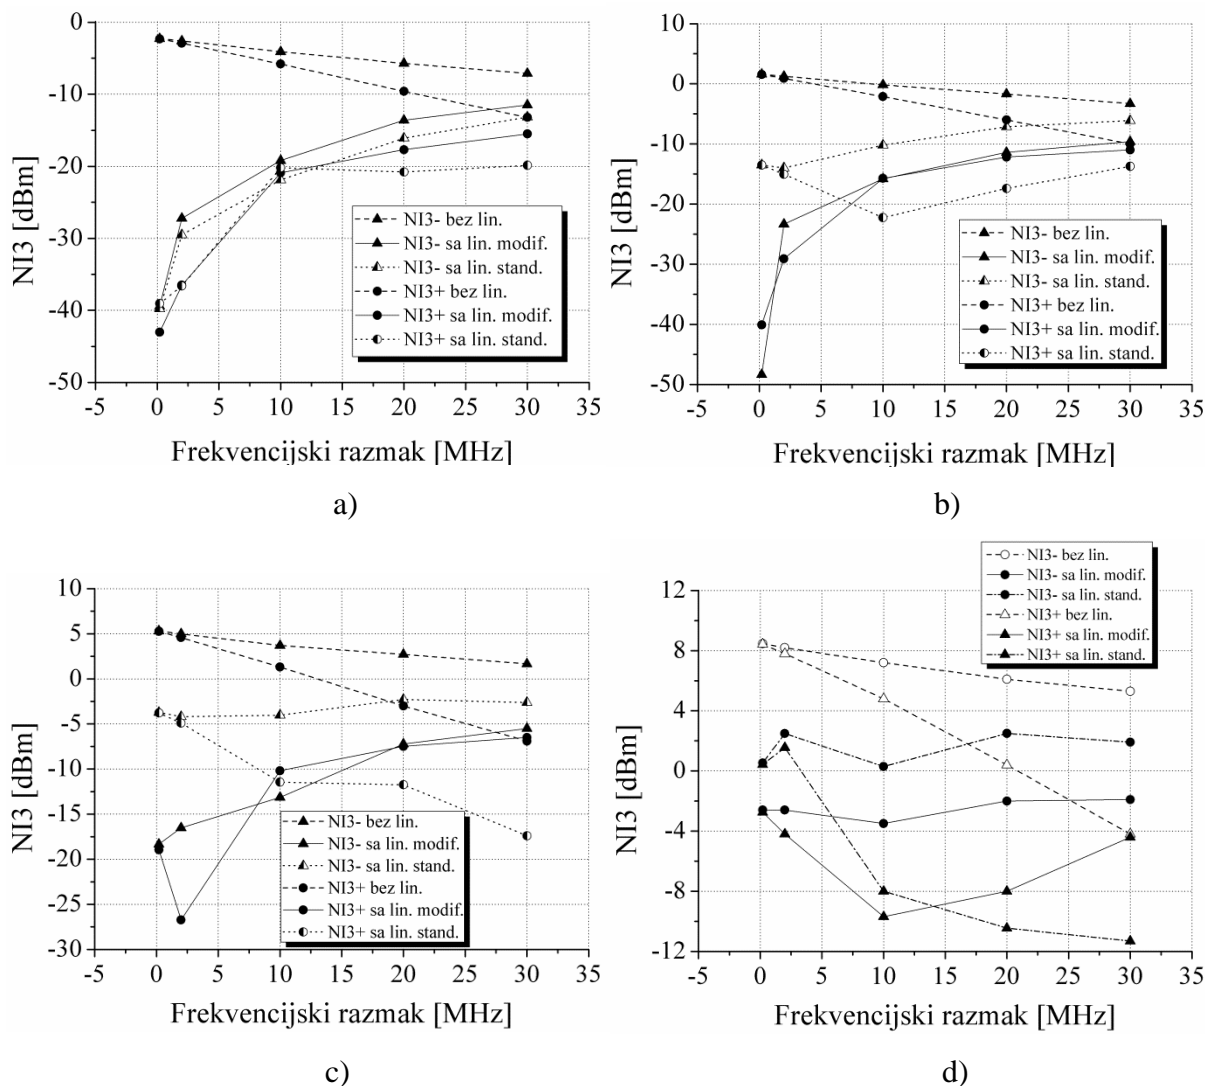 0
-10
-20
-30
-40
-50
NI3 [dBm]
NI3- bez lin.
NI3- sa lin. modif.
NI3- sa lin. stand.
NI3+ bez lin.
NI3+ sa lin. modif.
NI3+ sa lin. stand.
-5 0 5 10 15 20 25 30 35
Frekvencijski razmak [MHz]
a)
10
0
-10
-20
-30
-40
-50
NI3 [dBm]
NI3- bez lin.
NI3- sa lin. modif.
NI3- sa lin. stand.
NI3+ bez lin.
NI3+ sa lin. modif.
NI3+ sa lin. stand.
-5 0 5 10 15 20 25 30 35
Frekvencijski razmak [MHz]
b)
10
5
0
-5
-10
-15
-20
-25
-30
NI3 [dBm]
NI3- bez lin.
NI3- sa lin. modif.
NI3- sa lin. stand.
NI3+ bez lin.
NI3+ sa lin. modif.
NI3+ sa lin. stand.
-5 0 5 10 15 20 25 30 35
Frekvencijski razmak [MHz]
c)
NI3- bez lin.
NI3- sa lin. modif.
NI3- sa lin. stand.
NI3+ bez lin.
NI3+ sa lin. modif.
NI3+ sa lin. stand.
12
8
4
0
-4
-8
-12
NI3 [dBm]
-5 0 5 10 15 20 25 30 35
Frekvencijski razmak [MHz]
d)